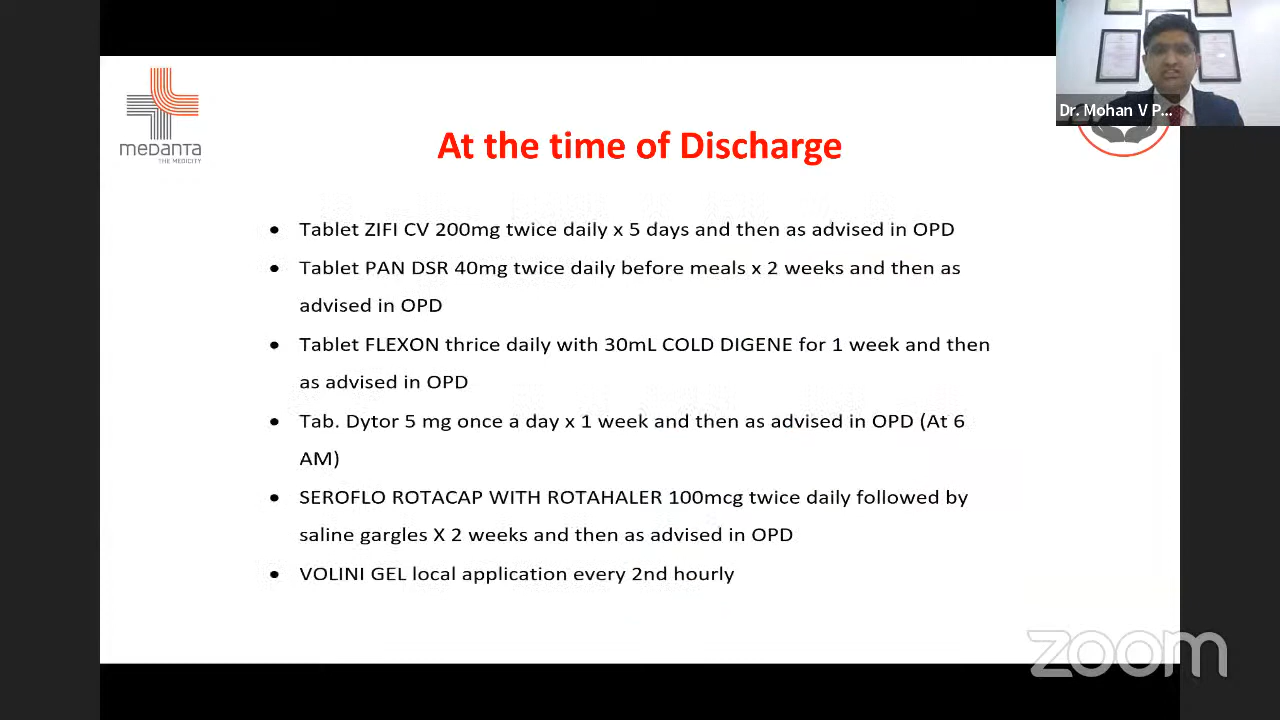 medanta
THE MEDICITY
Dr. Mohan V P...
At the time of Discharge
• Tablet ZIFI CV 200mg twice daily x 5 days and then as advised in OPD
• Tablet PAN DSR 40mg twice daily before meals x 2 weeks and then as
advised in OPD
• Tablet FLEXON thrice daily with 30mL COLD DIGENE for 1 week and then
as advised in OPD
• Tab. Dytor 5 mg once a day x 1 week and then as advised in OPD (At 6
AM)
• SEROFLO ROTACAP WITH ROTAHALER 100mcg twice daily followed by
saline gargles X 2 weeks and then as advised in OPD
• VOLINI GEL local application every 2nd hourly
zoom